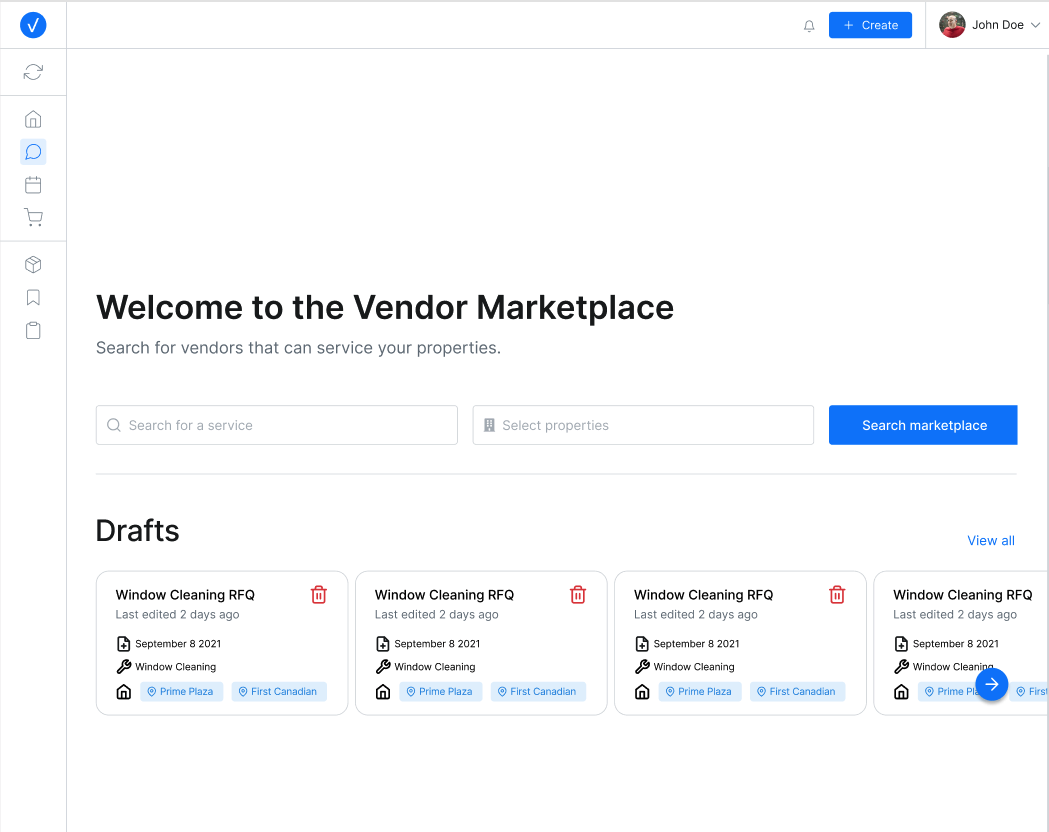 Create
John Doe
Welcome to the Vendor Marketplace
Search for vendors that can service your properties.
Search for a service
Select properties
Search marketplace
Drafts
View all
Window Cleaning RFQ
Last edited 2 days ago
September 8 2021
Window Cleaning
Prime Plaza First Canadian
Window Cleaning RFQ
Last edited 2 days ago
September 8 2021
Window Cleaning
Prime Plaza First Canadian
Window Cleaning RFQ
Last edited 2 days ago
September 8 2021
Window Cleaning
Prime Plaza First Canadian
Window Cleaning RFQ
Last edited 2 days ago
September 8 2021
Window Cleaning
Prime First